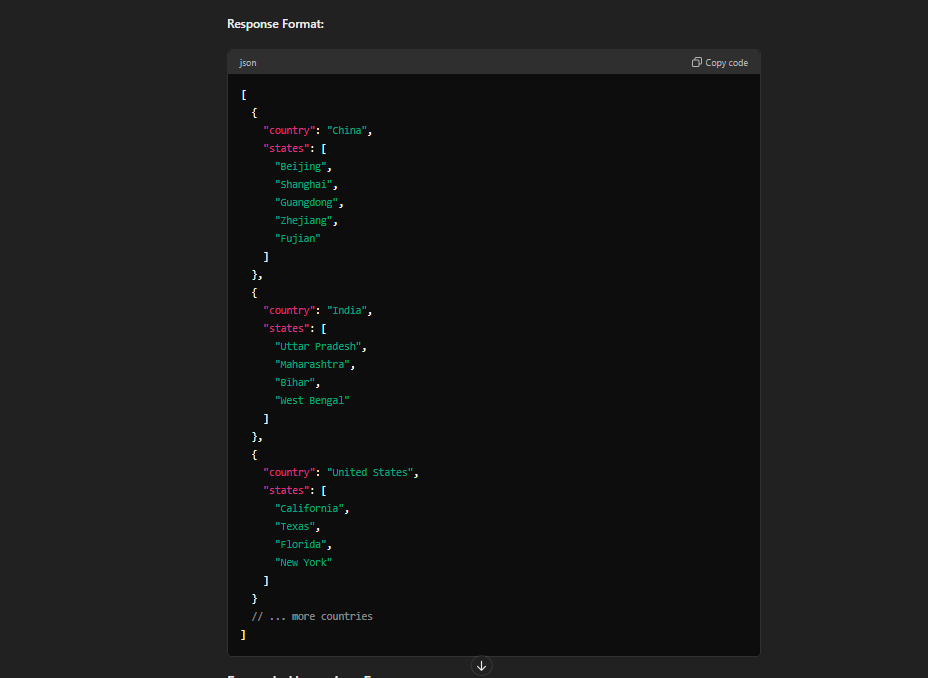 Response Format:
json
Copy code
[
  {
    "country": "China",
    "states": [
      "Beijing",
      "Shanghai",
      "Guangdong",
      "Zhejiang",
      "Fujian"
    ]
  },
  {
    "country": "India",
    "states": [
      "Uttar Pradesh",
      "Maharashtra",
      "Bihar",
      "West Bengal"
    ]
  },
  {
    "country": "United States",
    "states": [
      "California",
      "Texas",
      "Florida",
      "New York"
    ]
  }
  // ... more countries
]